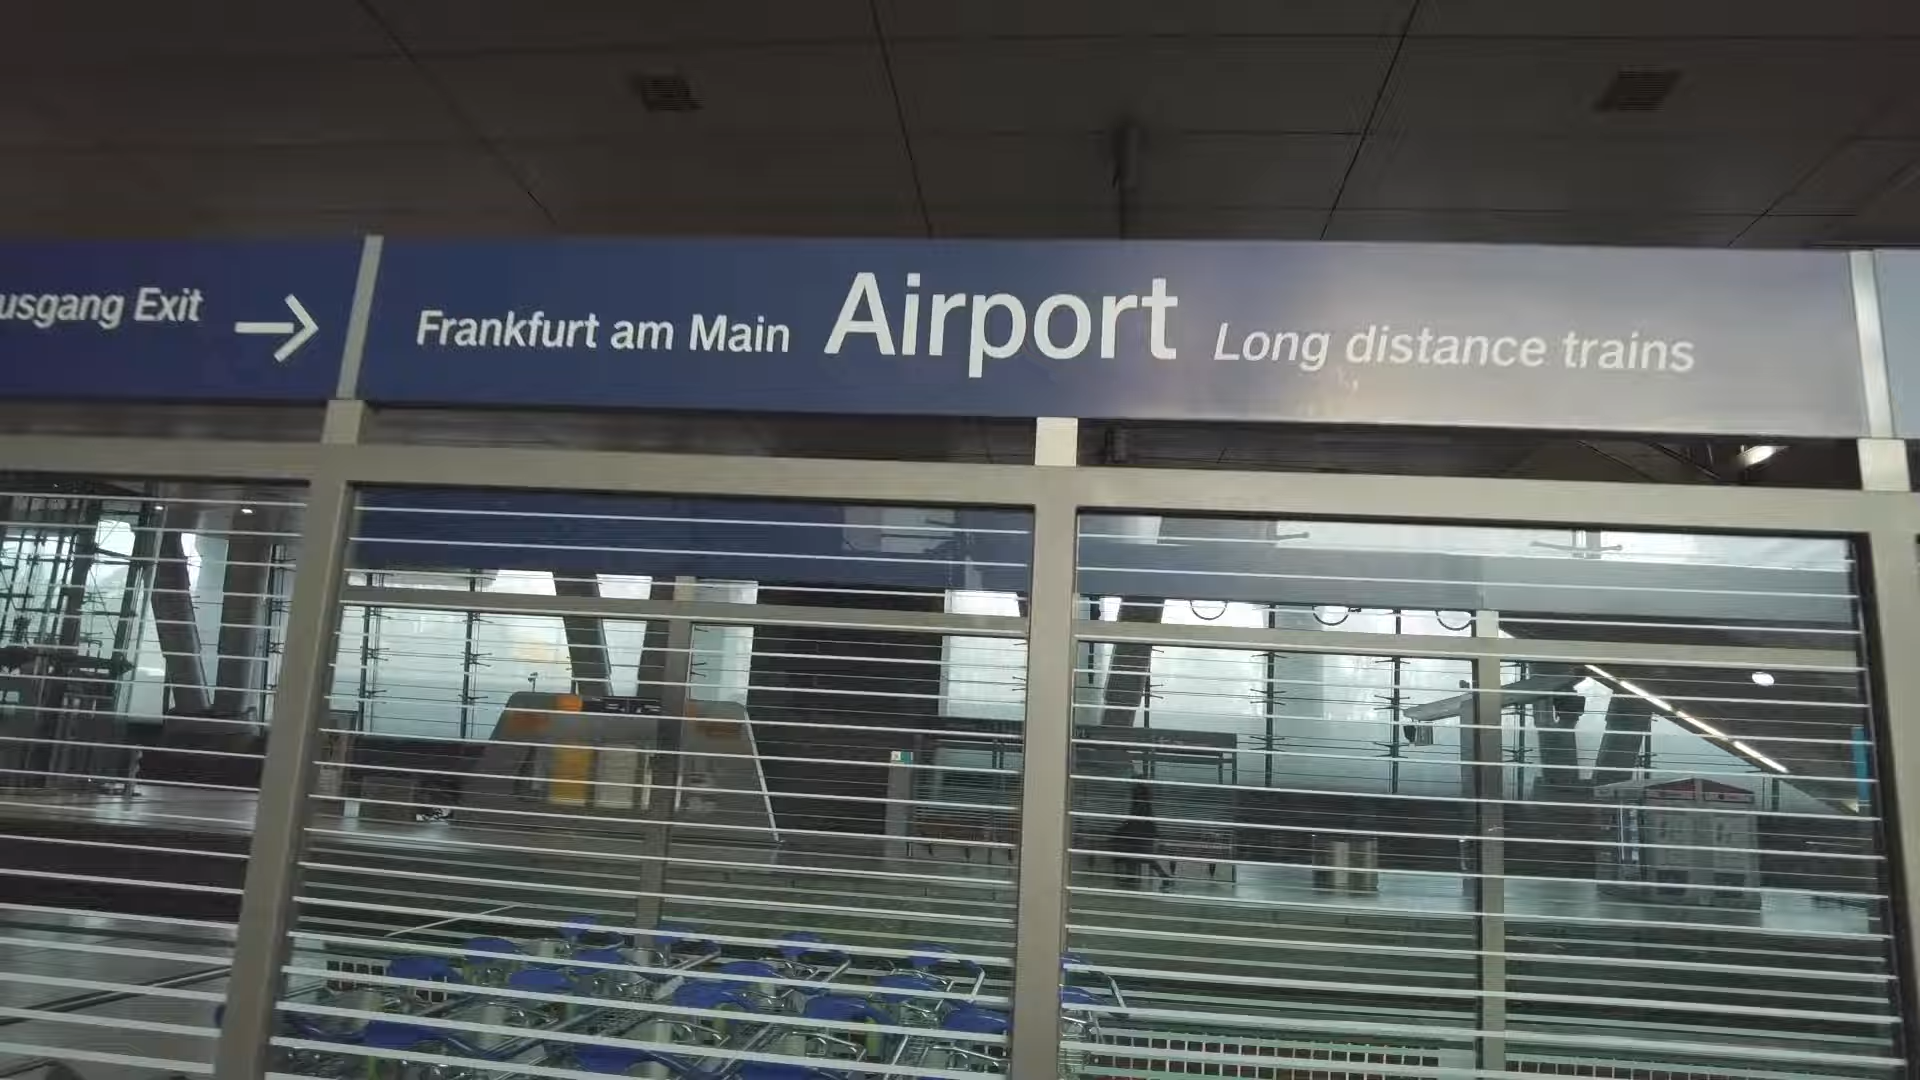 usgang Exit →
Frankfurt am Main Airport Long distance trains